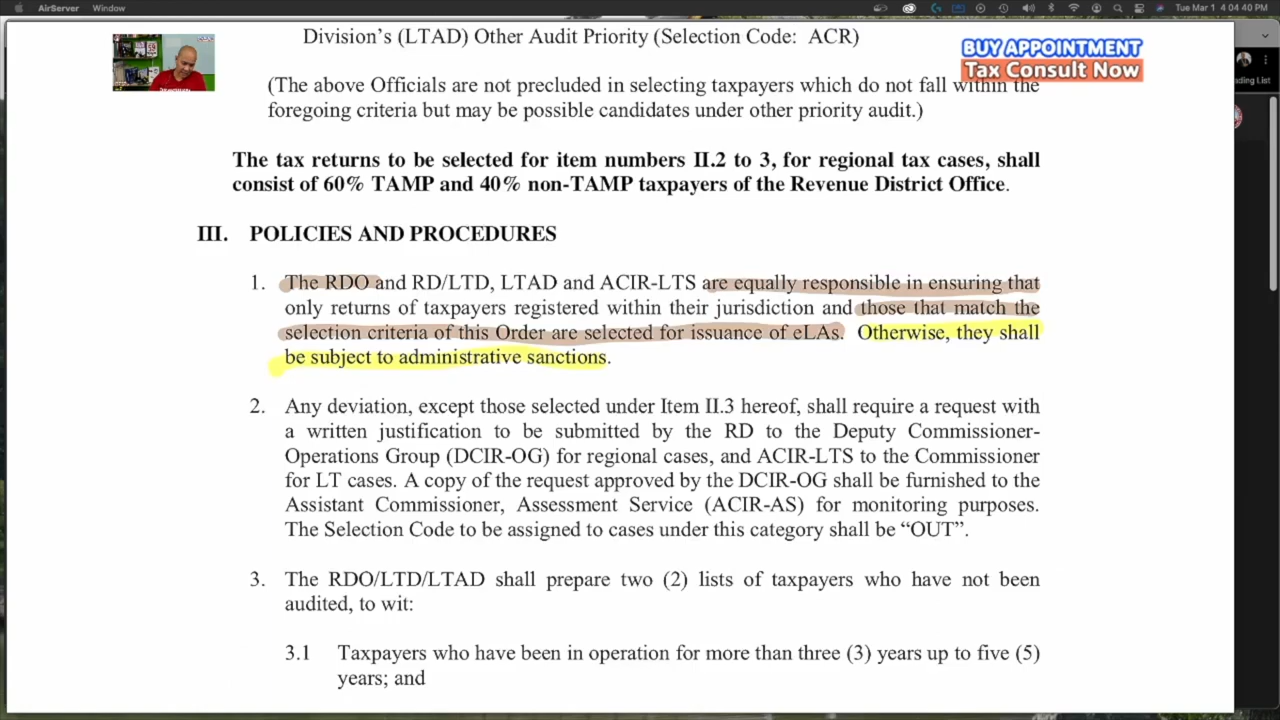 AirServer Window
Tue Mar 1 4:04:40 PM
Division's (LTAD) Other Audit Priority (Selection Code: ACR)
BUY APPOINTMENT
Tax Consult Now
(The above Officials are not precluded in selecting taxpayers which do not fall within the
foregoing criteria but may be possible candidates under other priority audit.)
ding List
The tax returns to be selected for item numbers II.2 to 3, for regional tax cases, shall
consist of 60% TAMP and 40% non-TAMP taxpayers of the Revenue District Office.
III. POLICIES AND PROCEDURES
1. The RDO and RD/LTD, LTAD and ACIR-LTS are equally responsible in ensuring that
only returns of taxpayers registered within their jurisdiction and those that match the
selection criteria of this Order are selected for issuance of eLAs. Otherwise, they shall
be subject to administrative sanctions.
2. Any deviation, except those selected under Item II.3 hereof, shall require a request with
a written justification to be submitted by the RD to the Deputy Commissioner-
Operations Group (DCIR-OG) for regional cases, and ACIR-LTS to the Commissioner
for LT cases. A copy of the request approved by the DCIR-OG shall be furnished to the
Assistant Commissioner, Assessment Service (ACIR-AS) for monitoring purposes.
The Selection Code to be assigned to cases under this category shall be “OUT”.
3. The RDO/LTD/LTAD shall prepare two (2) lists of taxpayers who have not been
audited, to wit:
3.1 Taxpayers who have been in operation for more than three (3) years up to five (5)
years; and